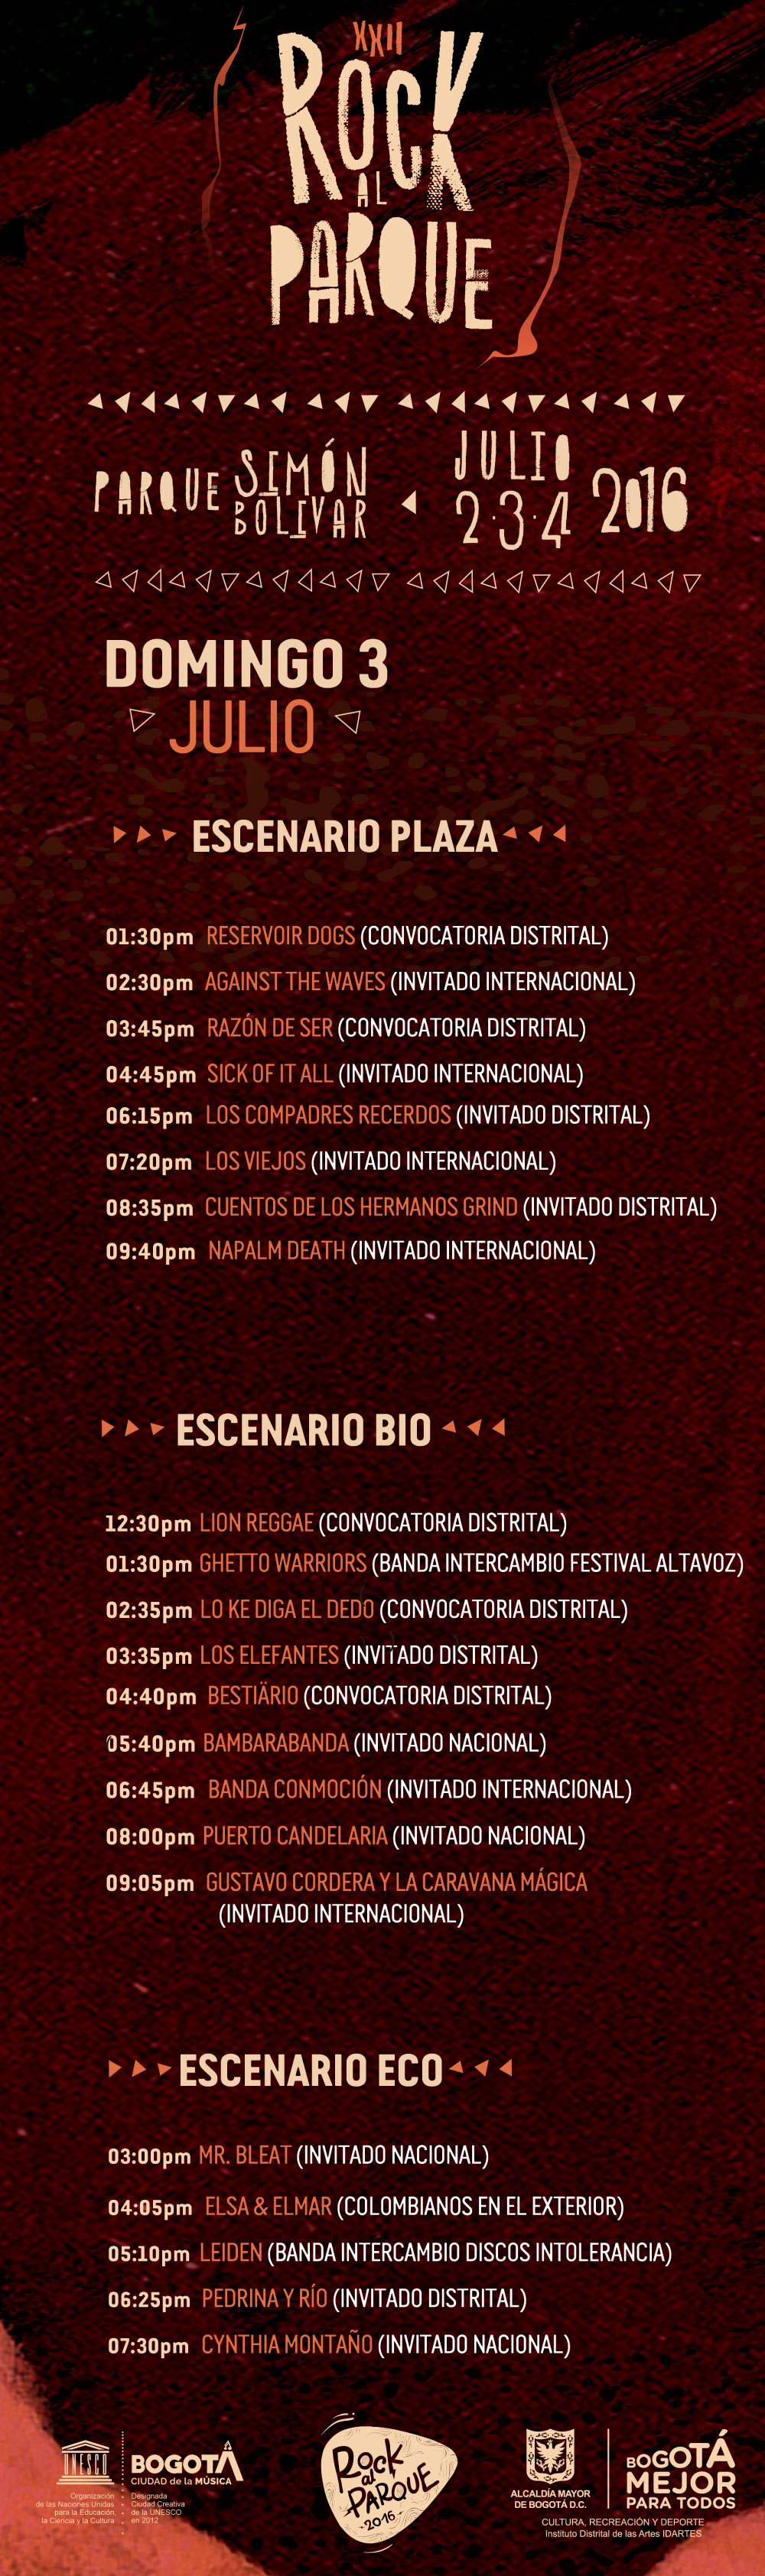 XXII
ROCK
AL
PARQUE
PARQUE SIMÓN
BOLIVAR
JULIO
2·3·4 2016
DOMINGO 3
JULIO
ESCENARIO PLAZA
01:30pm RESERVOIR DOGS (CONVOCATORIA DISTRITAL)
02:30pm AGAINST THE WAVES (INVITADO INTERNACIONAL)
03:45pm RAZÓN DE SER (CONVOCATORIA DISTRITAL)
04:45pm SICK OF IT ALL (INVITADO INTERNACIONAL)
06:15pm LOS COMPADRES RECERDOS (INVITADO DISTRITAL)
07:20pm LOS VIEJOS (INVITADO INTERNACIONAL)
08:35pm CUENTOS DE LOS HERMANOS GRIND (INVITADO DISTRITAL)
09:40pm NAPALM DEATH (INVITADO INTERNACIONAL)
ESCENARIO BIO
12:30pm LION REGGAE (CONVOCATORIA DISTRITAL)
01:30pm GHETTO WARRIORS (BANDA INTERCAMBIO FESTIVAL ALTAVOZ)
02:35pm LO KE DIGA EL DEDO (CONVOCATORIA DISTRITAL)
03:35pm LOS ELEFANTES (INVITADO DISTRITAL)
04:40pm BESTIÄRIO (CONVOCATORIA DISTRITAL)
05:40pm BAMBARABANDA (INVITADO NACIONAL)
06:45pm BANDA CONMOCIÓN (INVITADO INTERNACIONAL)
08:00pm PUERTO CANDELARIA (INVITADO NACIONAL)
09:05pm GUSTAVO CORDERA Y LA CARAVANA MÁGICA
(INVITADO INTERNACIONAL)
ESCENARIO ECO
03:00pm MR. BLEAT (INVITADO NACIONAL)
04:05pm ELSA & ELMAR (COLOMBIANOS EN EL EXTERIOR)
05:10pm LEIDEN (BANDA INTERCAMBIO DISCOS INTOLERANCIA)
06:25pm PEDRINA Y RÍO (INVITADO DISTRITAL)
07:30pm CYNTHIA MONTAÑO (INVITADO NACIONAL)
UNESCO
Organización
de las Naciones Unidas
para la Educación,
la Ciencia y la Cultura
BOGOTÁ
CIUDAD de la MÚSICA
Designada
Ciudad Creativa
de la UNESCO
en 2012
Rock
al
PARQUE
2016
ALCALDÍA MAYOR
DE BOGOTÁ D.C.
BOGOTÁ
MEJOR
PARA TODOS
CULTURA, RECREACIÓN Y DEPORTE
Instituto Distrital de las Artes IDARTES